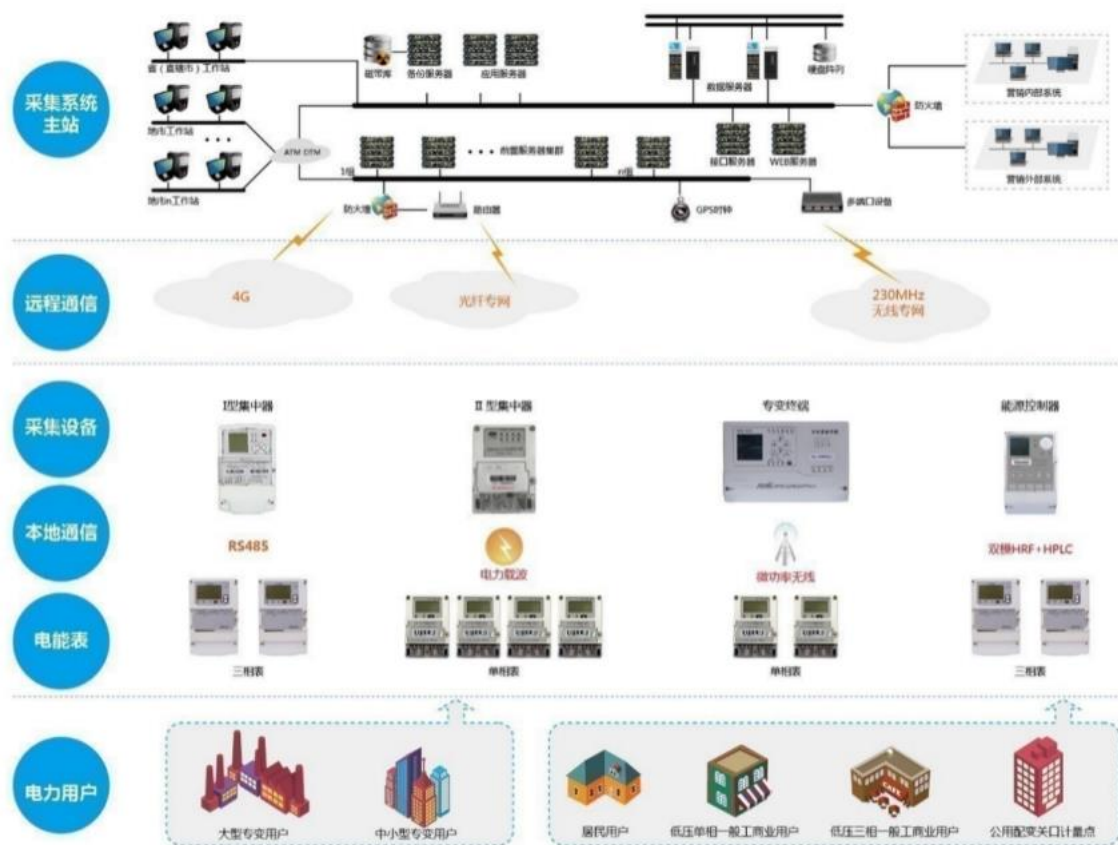 采集系统
主站
省（直辖市）工作站
地市工作站
地市n工作站
ATM OTM
磁带库
备份服务器
应用服务器
数据服务器
硬盘阵列
防火墙
营销内部系统
营销外部系统
1组
前置服务器集群
n组
接口服务器
WEB服务器
防火墙
路由器
GPS时钟
多端口设备
远程通信
4G
光纤专网
230MHz
无线专网
采集设备
I型集中器
II型集中器
专变终端
能源控制器
本地通信
RS485
电力载波
微功率无线
双模HRF+HPLC
电能表
三相表
单相表
单相表
三相表
电力用户
大型专变用户
中小型专变用户
居民用户
低压单相一般工商业用户
CAFE
低压三相一般工商业用户
公用配变关口计量点